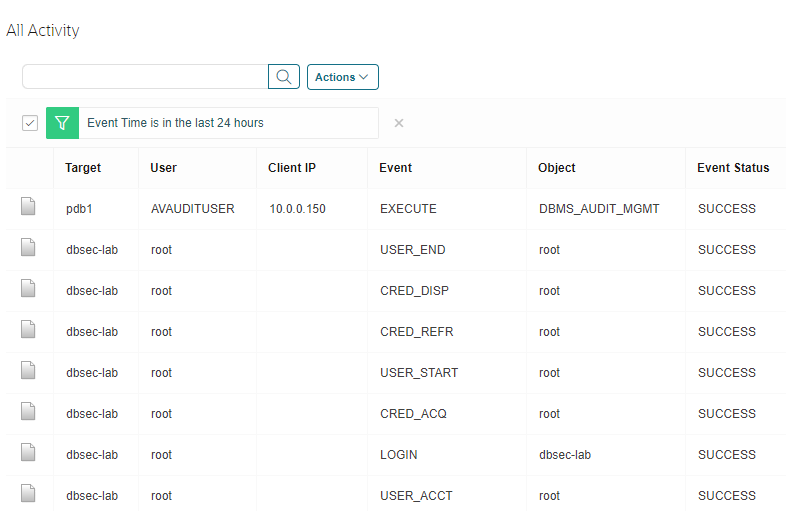 All Activity
Actions
Event Time is in the last 24 hours
Target User Client IP Event Object Event Status
pdb1 AVAUDITUSER 10.0.0.150 EXECUTE DBMS_AUDIT_MGMT SUCCESS
dbsec-lab root USER_END root SUCCESS
dbsec-lab root CRED_DISP root SUCCESS
dbsec-lab root CRED_REFR root SUCCESS
dbsec-lab root USER_START root SUCCESS
dbsec-lab root CRED_ACQ root SUCCESS
dbsec-lab root LOGIN dbsec-lab SUCCESS
dbsec-lab root USER_ACCT root SUCCESS